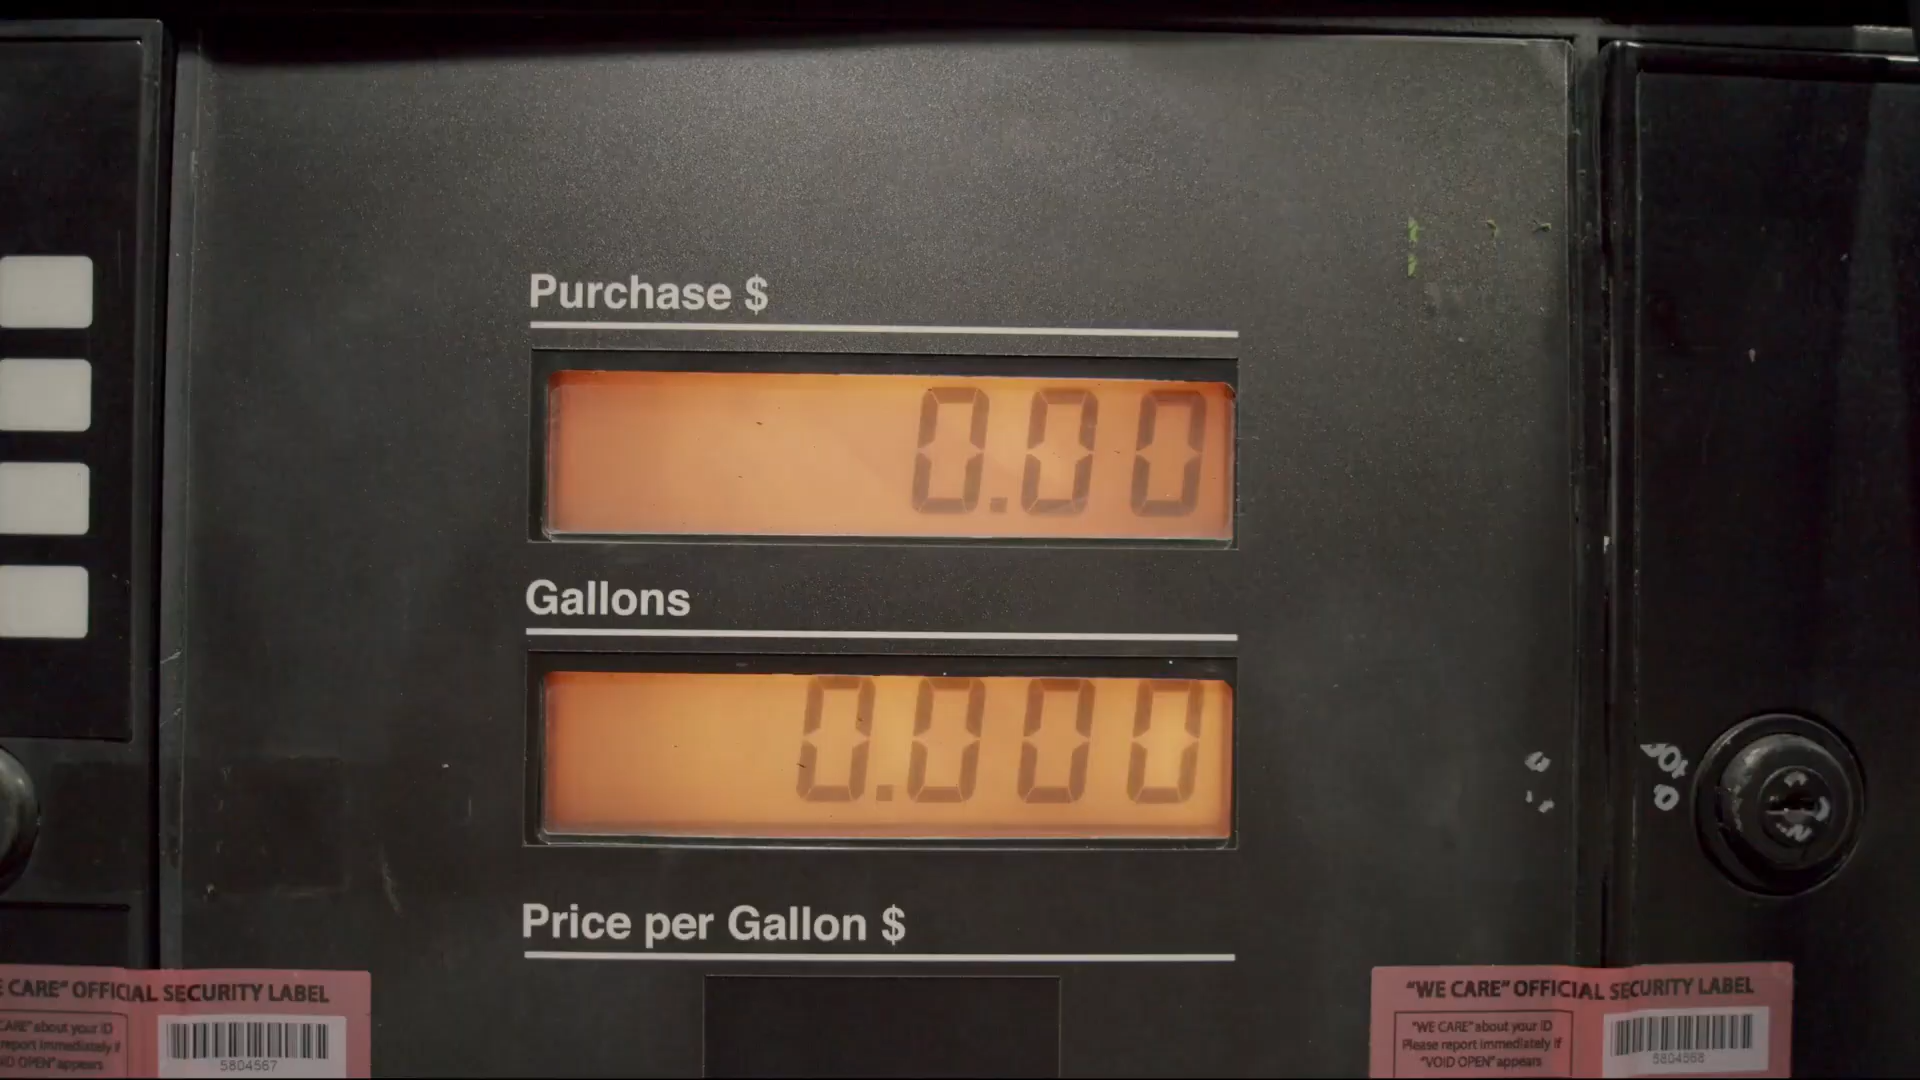 Purchase $
0.00
Gallons
0.000
Price per Gallon $
CARE" OFFICIAL SECURITY LABEL
CARE" about your ID
report immediately if
OPEN" appears
5804567
"WE CARE" OFFICIAL SECURITY LABEL
"WE CARE" about your ID
Please report immediately if
"VOID OPEN" appears
5804568